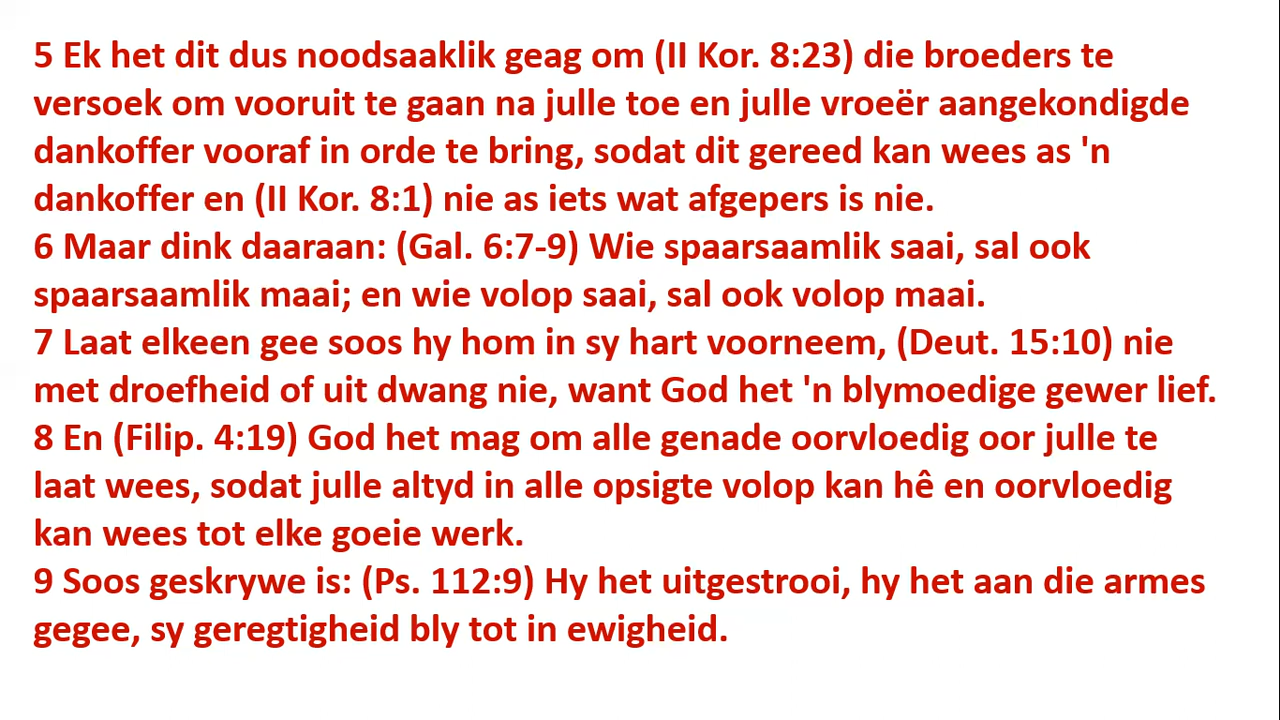 5 Ek het dit dus noodsaaklik geag om (II Kor. 8:23) die broeders te
versoek om vooruit te gaan na julle toe en julle vroeër aangekondigde
dankoffer vooraf in orde te bring, sodat dit gereed kan wees as 'n
dankoffer en (II Kor. 8:1) nie as iets wat afgepers is nie.
6 Maar dink daaraan: (Gal. 6:7-9) Wie spaarsaamlik saai, sal ook
spaarsaamlik maai; en wie volop saai, sal ook volop maai.
7 Laat elkeen gee soos hy hom in sy hart voorneem, (Deut. 15:10) nie
met droefheid of uit dwang nie, want God het 'n blymoedige gewer lief.
8 En (Filip. 4:19) God het mag om alle genade oorvloedig oor julle te
laat wees, sodat julle altyd in alle opsigte volop kan hê en oorvloedig
kan wees tot elke goeie werk.
9 Soos geskrywe is: (Ps. 112:9) Hy het uitgestrooi, hy het aan die armes
gegee, sy geregtigheid bly tot in ewigheid.